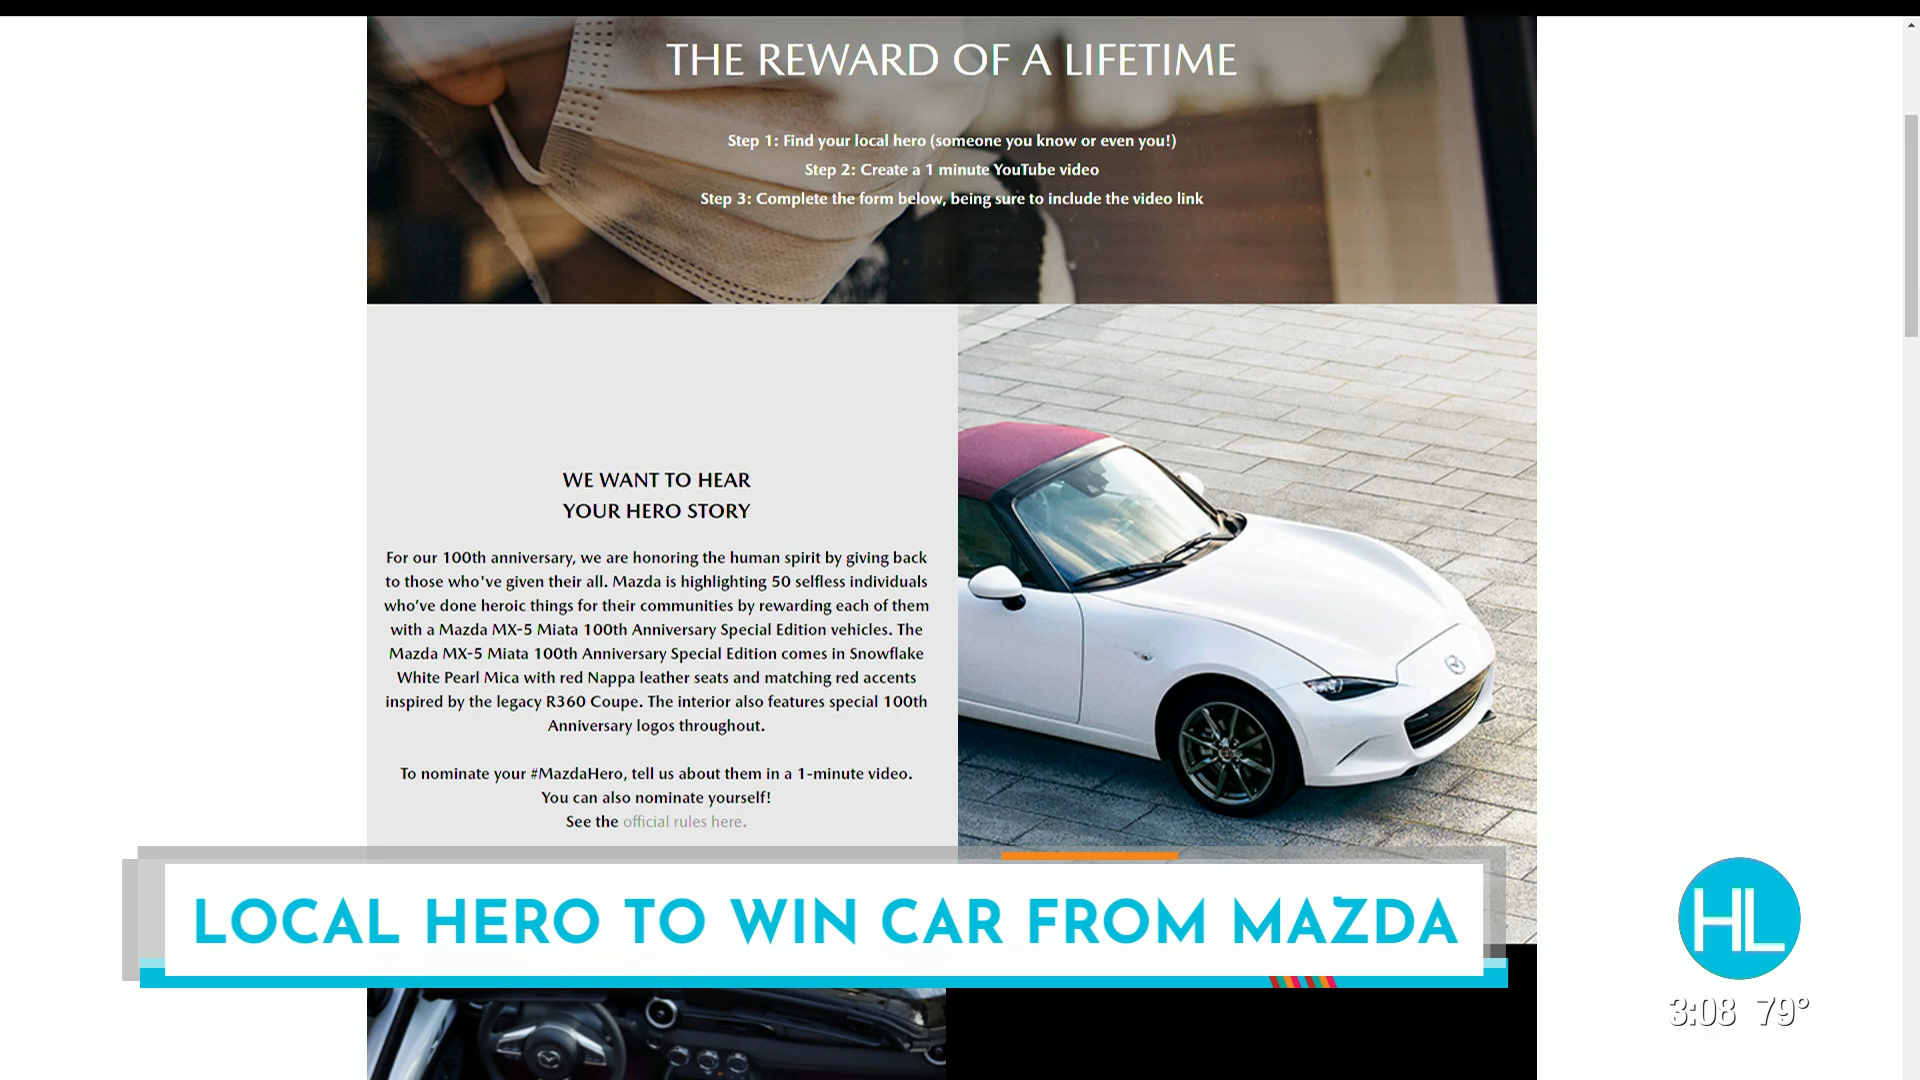 THE REWARD OF A LIFETIME
Step 1: Find your local hero (someone you know or even you!)
Step 2: Create a 1 minute YouTube video
Step 3: Complete the form below, being sure to include the video link
WE WANT TO HEAR
YOUR HERO STORY
For our 100th anniversary, we are honoring the human spirit by giving back
to those who've given their all. Mazda is highlighting 50 selfless individuals
who’ve done heroic things for their communities by rewarding each of them
with a Mazda MX-5 Miata 100th Anniversary Special Edition vehicles. The
Mazda MX-5 Miata 100th Anniversary Special Edition comes in Snowflake
White Pearl Mica with red Nappa leather seats and matching red accents
inspired by the legacy R360 Coupe. The interior also features special 100th
Anniversary logos throughout.
To nominate your #MazdaHero, tell us about them in a 1-minute video.
You can also nominate yourself!
See the official rules here.
LOCAL HERO TO WIN CAR FROM MAZDA
HL
3:08 79°